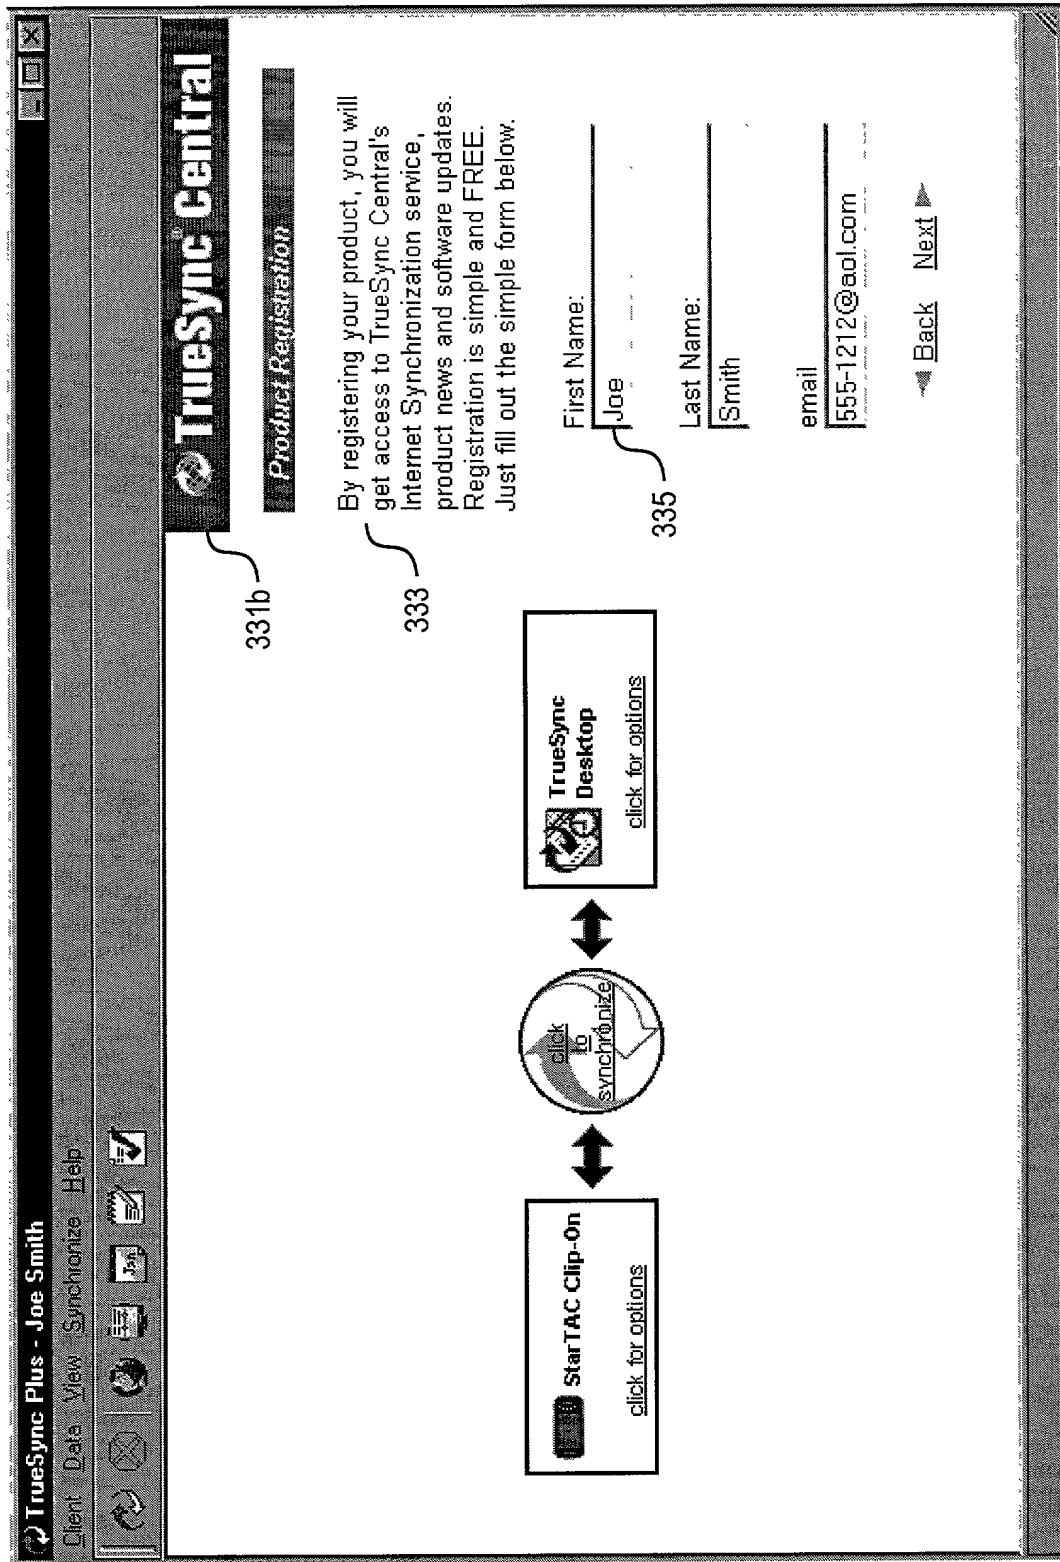 TrueSync Plus - Joe Smith
Client Data View Synchronize Help
Jan
TrueSync® Central
Product Registration
331b
By registering your product, you will
get access to TrueSync Central's
Internet Synchronization service,
product news and software updates.
Registration is simple and FREE.
Just fill out the simple form below.
333
StarTAC Clip-On
click for options
click
to
synchronize
TrueSync
Desktop
click for options
First Name:
Joe
335
Last Name:
Smith
email
555-1212@aol.com
Back Next